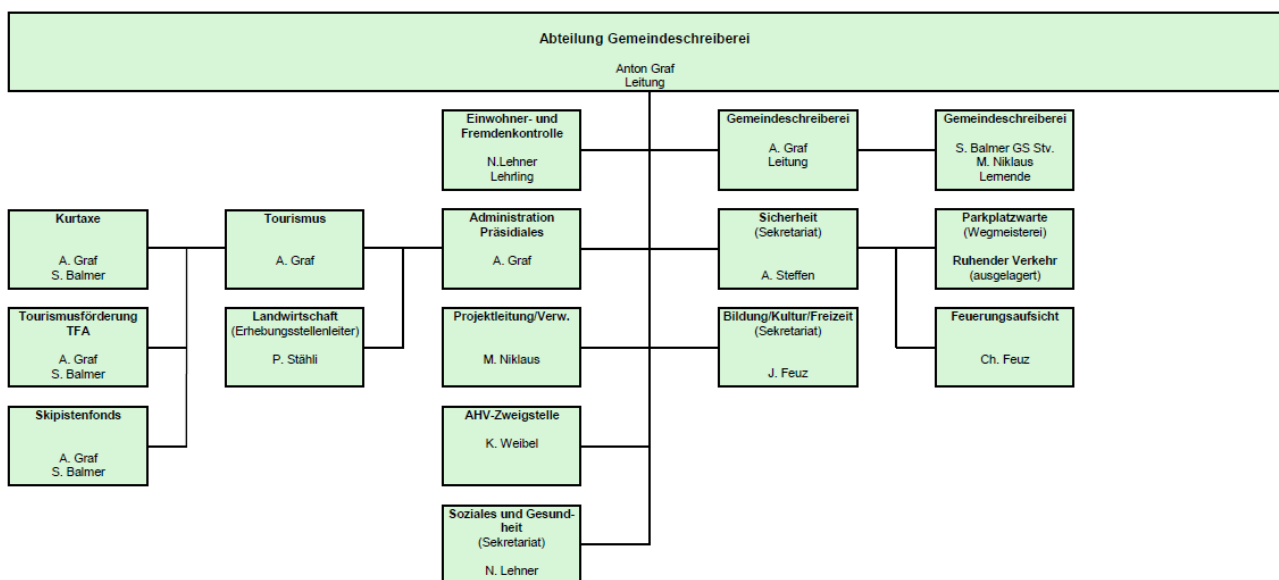 Abteilung Gemeindeschreiberei
Anton Graf
Leitung
Einwohner- und
Fremdenkontrolle
N.Lehner
Lehrling
Gemeindeschreiberei
A. Graf
Leitung
Gemeindeschreiberei
S. Balmer GS Stv.
M. Niklaus
Lernende
Kurtaxe
A. Graf
S. Balmer
Tourismus
A. Graf
Administration
Präsidiales
A. Graf
Sicherheit
(Sekretariat)
A. Steffen
Parkplatzwarte
(Wegmeisterei)
Ruhender Verkehr
(ausgelagert)
Tourismusförderung
TFA
A. Graf
S. Balmer
Landwirtschaft
(Erhebungsstellenleiter)
P. Stähli
Projektleitung/Verw.
M. Niklaus
Bildung/Kultur/Freizeit
(Sekretariat)
J. Feuz
Feuerungsaufsicht
Ch. Feuz
Skipistenfonds
A. Graf
S. Balmer
AHV-Zweigstelle
K. Weibel
Soziales und Gesund-
heit
(Sekretariat)
N. Lehner